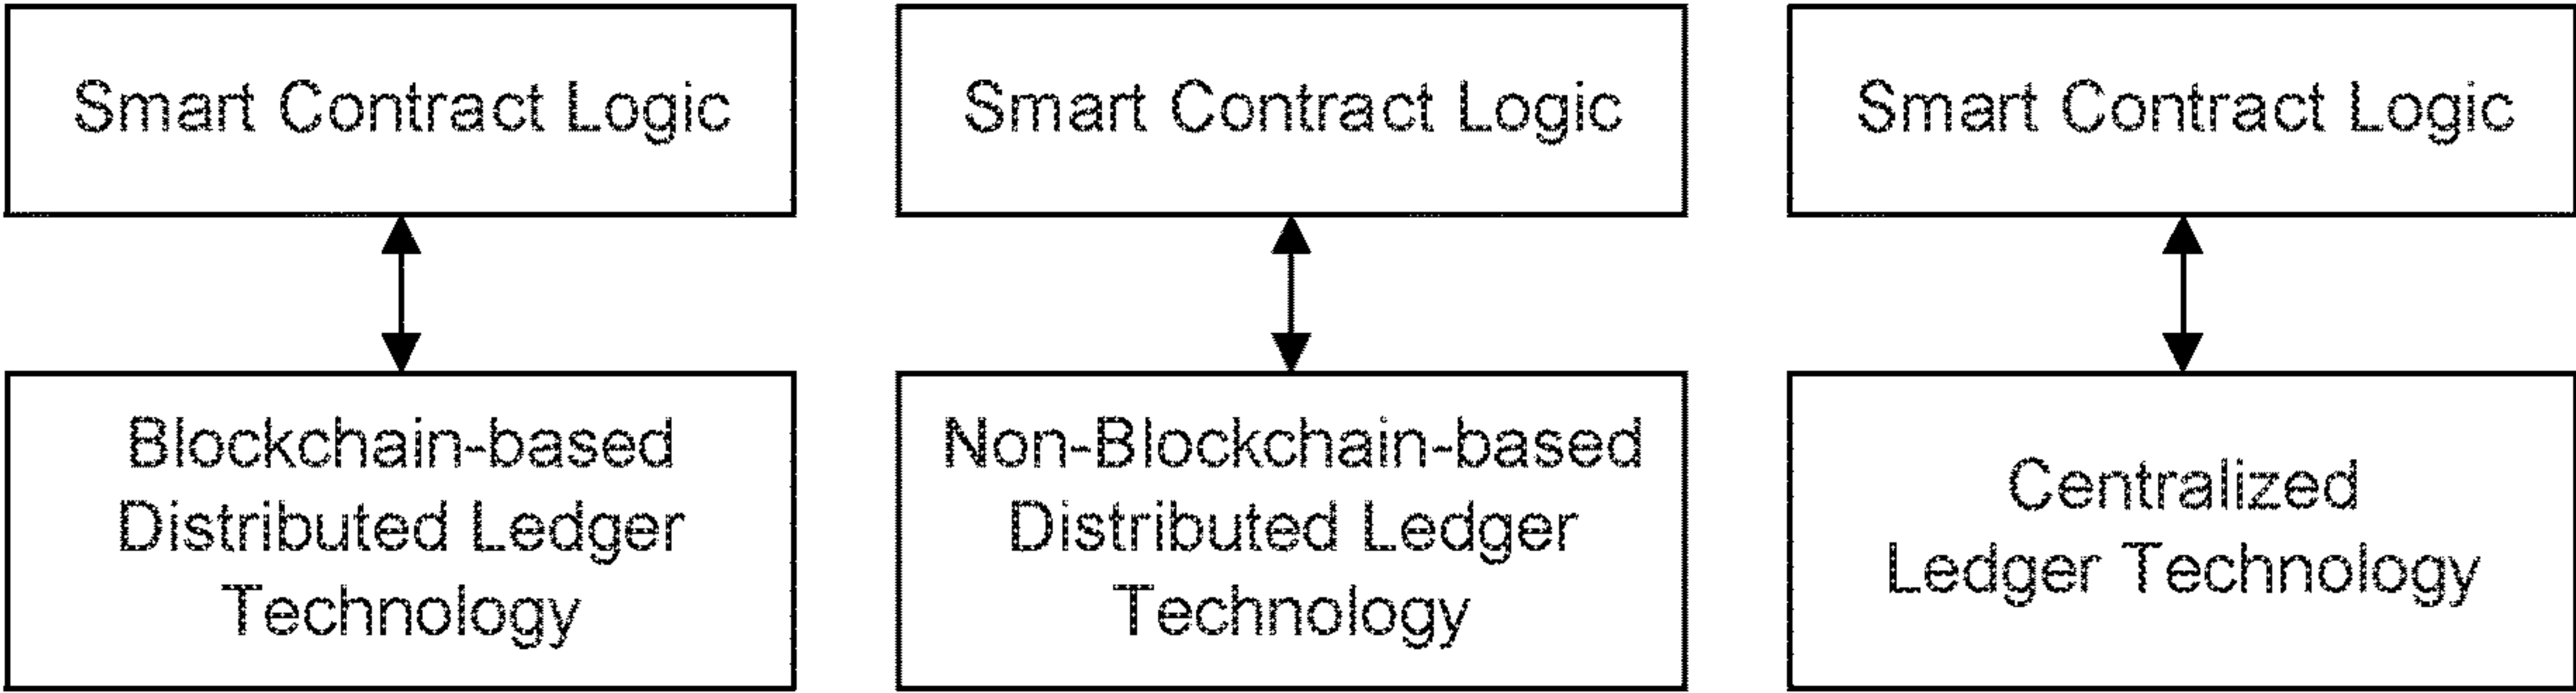 Smart Contract Logic
Smart Contract Logic
Smart Contract Logic
Blockchain-based
Distributed Ledger
Technology
Non-Blockchain-based
Distributed Ledger
Technology
Centralized
Ledger Technology